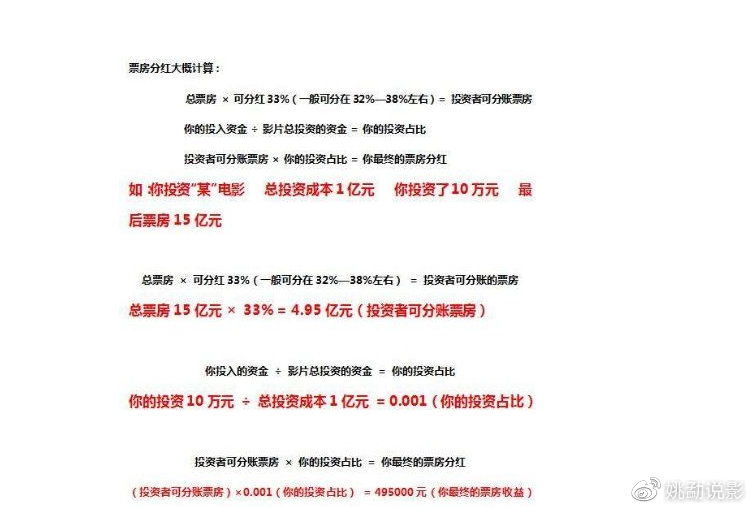 票房分红大概计算：
总票房 × 可分红 33%（一般可分在 32%—38%左右）= 投资者可分账票房
你的投入资金 ÷ 影片总投资的资金 = 你的投资占比
投资者可分账票房 × 你的投资占比 = 你最终的票房分红
如 :你投资“某”电影 总投资成本 1 亿元 你投资了 10 万元 最
后票房 15 亿元
总票房 × 可分红 33%（一般可分在 32%—38%左右） = 投资者可分账的票房
总票房 15 亿元 × 33% = 4.95 亿元（投资者可分账票房）
你投入的资金 ÷ 影片总投资的资金 = 你的投资占比
你的投资 10 万元 ÷ 总投资成本 1 亿元 = 0.001（你的投资占比）
投资者可分账票房 × 你的投资占比 = 你最终的票房分红
（投资者可分账票房）×0.001（你的投资占比） = 495000 元（你最终的票房收益）
姚勐说影